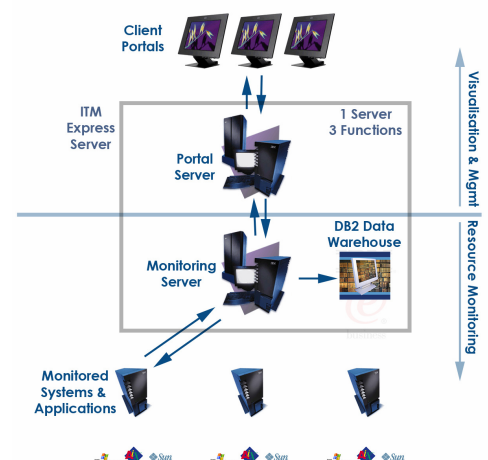 Client
Portals
ITM
Express
Server
1 Server
3 Functions
Portal
Server
Visualisation & Mgmt
DB2 Data
Warehouse
Monitoring
Server
Resource Monitoring
Monitored
Systems &
Applications
Sun
Sun
Sun